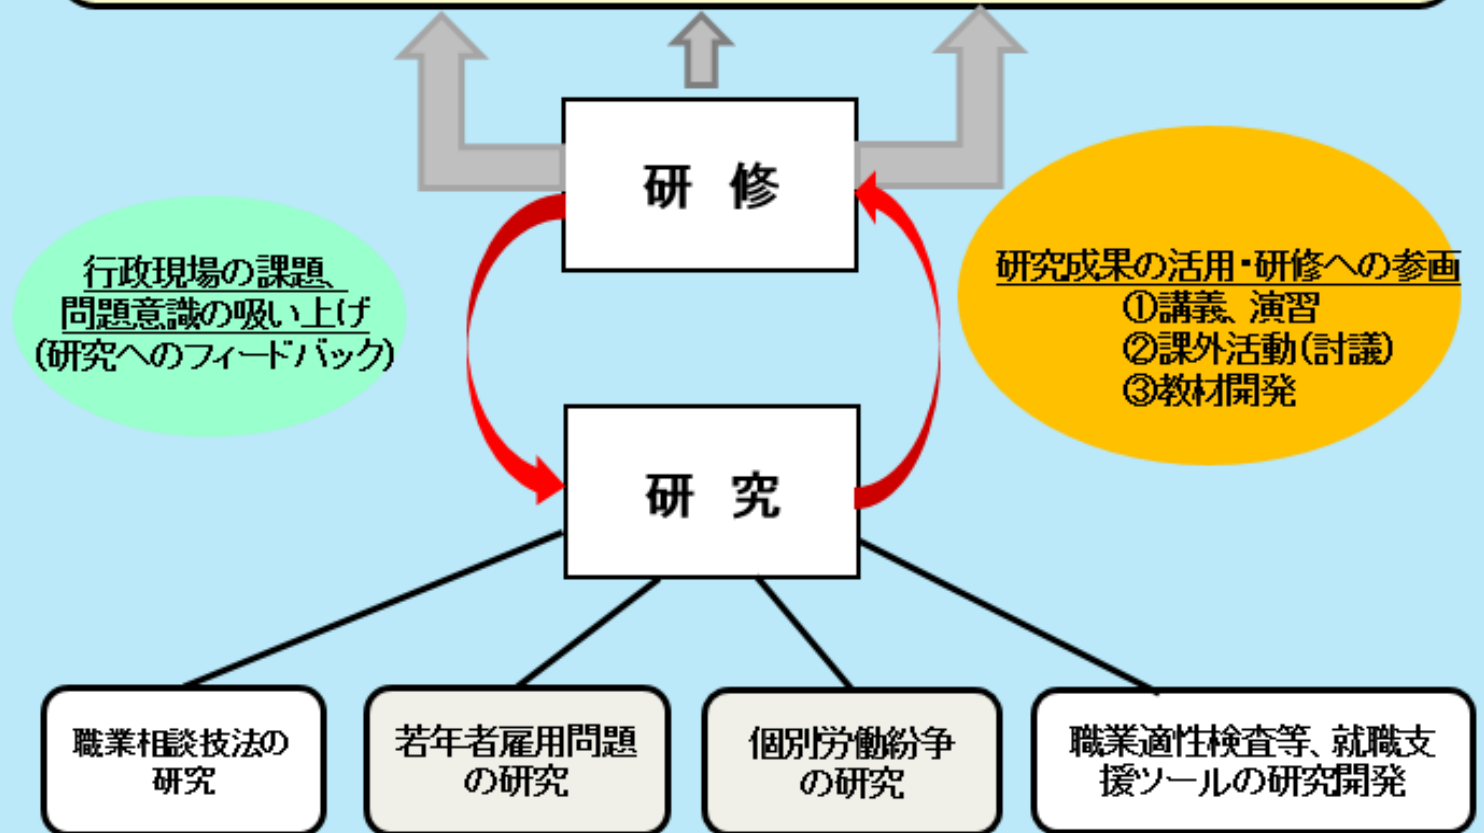 研 修
行政現場の課題、
問題意識の吸い上げ
(研究へのフィードバック)
研究成果の活用・研修への参画
①講義、演習
②課外活動(討議)
③教材開発
研 究
職業相談技法の
研究
若年者雇用問題
の研究
個別労働紛争
の研究
職業適性検査等、就職支
援ツールの研究開発